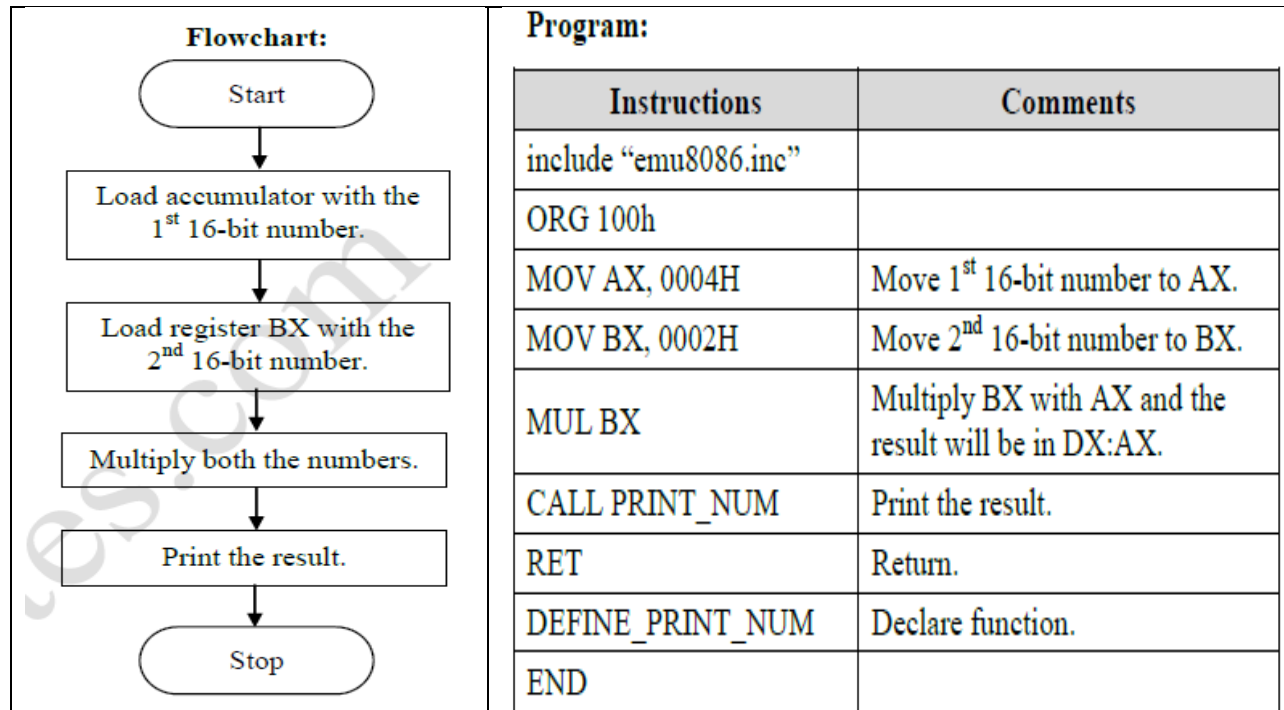 Flowchart:
Start
Load accumulator with the
1st 16-bit number.
Load register BX with the
2nd 16-bit number.
Multiply both the numbers.
Print the result.
Stop
Program:
Instructions Comments
include “emu8086.inc”
ORG 100h
MOV AX, 0004H Move 1st 16-bit number to AX.
MOV BX, 0002H Move 2nd 16-bit number to BX.
MUL BX Multiply BX with AX and the
result will be in DX:AX.
CALL PRINT_NUM Print the result.
RET Return.
DEFINE_PRINT_NUM Declare function.
END
tes.com